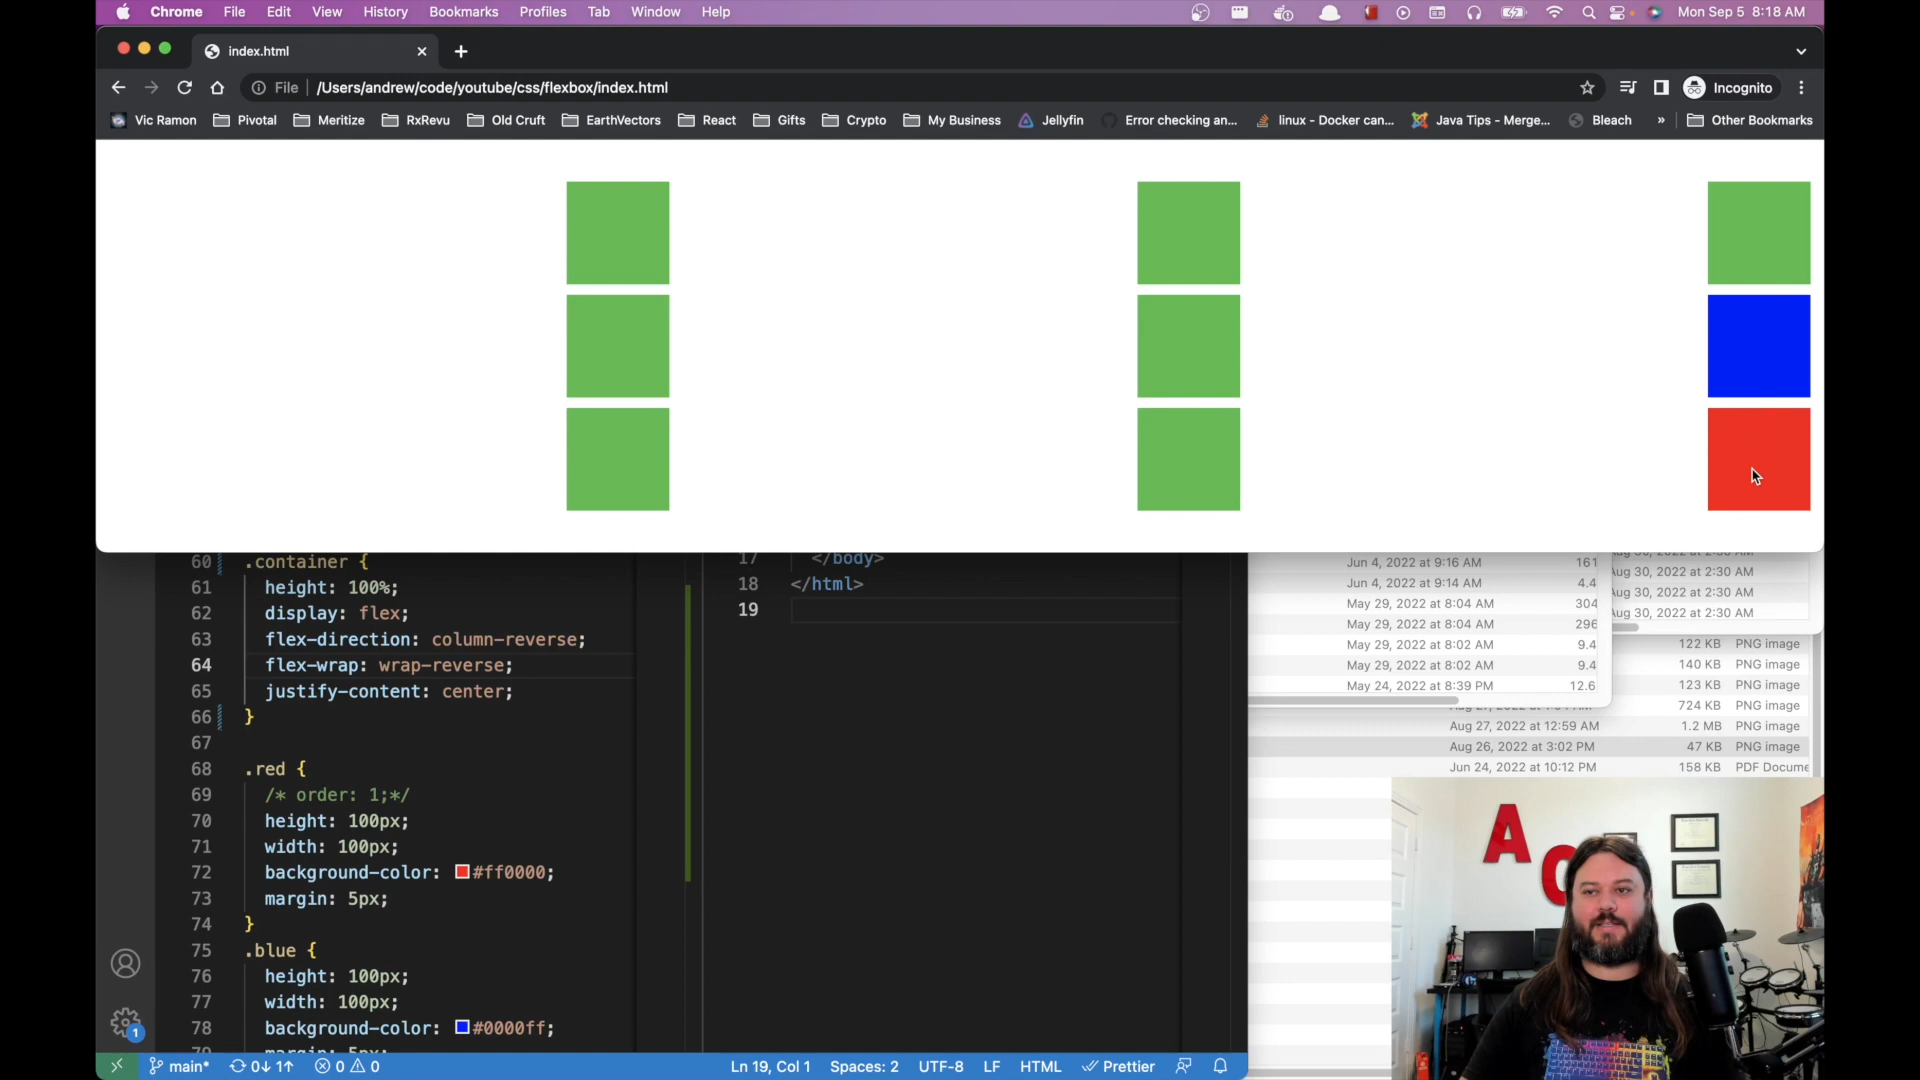 Chrome File Edit View History Bookmarks Profiles Tab Window Help Mon Sep 5 8:18 AM
index.html
File /Users/andrew/code/youtube/css/flexbox/index.html Incognito
Vic Ramon Pivotal Meritize RxRevu Old Cruft EarthVectors React Gifts Crypto My Business Jellyfin Error checking an... linux - Docker can... Java Tips - Merge... Bleach » Other Bookmarks
60 .container {
61 height: 100%;
62 display: flex;
63 flex-direction: column-reverse;
64 flex-wrap: wrap-reverse;
65 justify-content: center;
66 }
67
68 .red {
69 /* order: 1;*/
70 height: 100px;
71 width: 100px;
72 background-color: #ff0000;
73 margin: 5px;
74 }
75 .blue {
76 height: 100px;
77 width: 100px;
78 background-color: #0000ff;
17 </body>
18 </html>
19
Jun 4, 2022 at 9:16 AM 161
Jun 4, 2022 at 9:14 AM 4.4
May 29, 2022 at 8:04 AM 304
May 29, 2022 at 8:04 AM 296
May 29, 2022 at 8:02 AM 9.4
May 29, 2022 at 8:02 AM 9.4
May 24, 2022 at 8:39 PM 12.6
Aug 30, 2022 at 2:30 AM
Aug 30, 2022 at 2:30 AM
Aug 30, 2022 at 2:30 AM
122 KB PNG image
140 KB PNG image
123 KB PNG image
724 KB PNG image
Aug 27, 2022 at 12:59 AM 1.2 MB PNG image
Aug 26, 2022 at 3:02 PM 47 KB PNG image
Jun 24, 2022 at 10:12 PM 158 KB PDF Docume
A
1
main* 0↓ 1↑ 0 0 Ln 19, Col 1 Spaces: 2 UTF-8 LF HTML Prettier